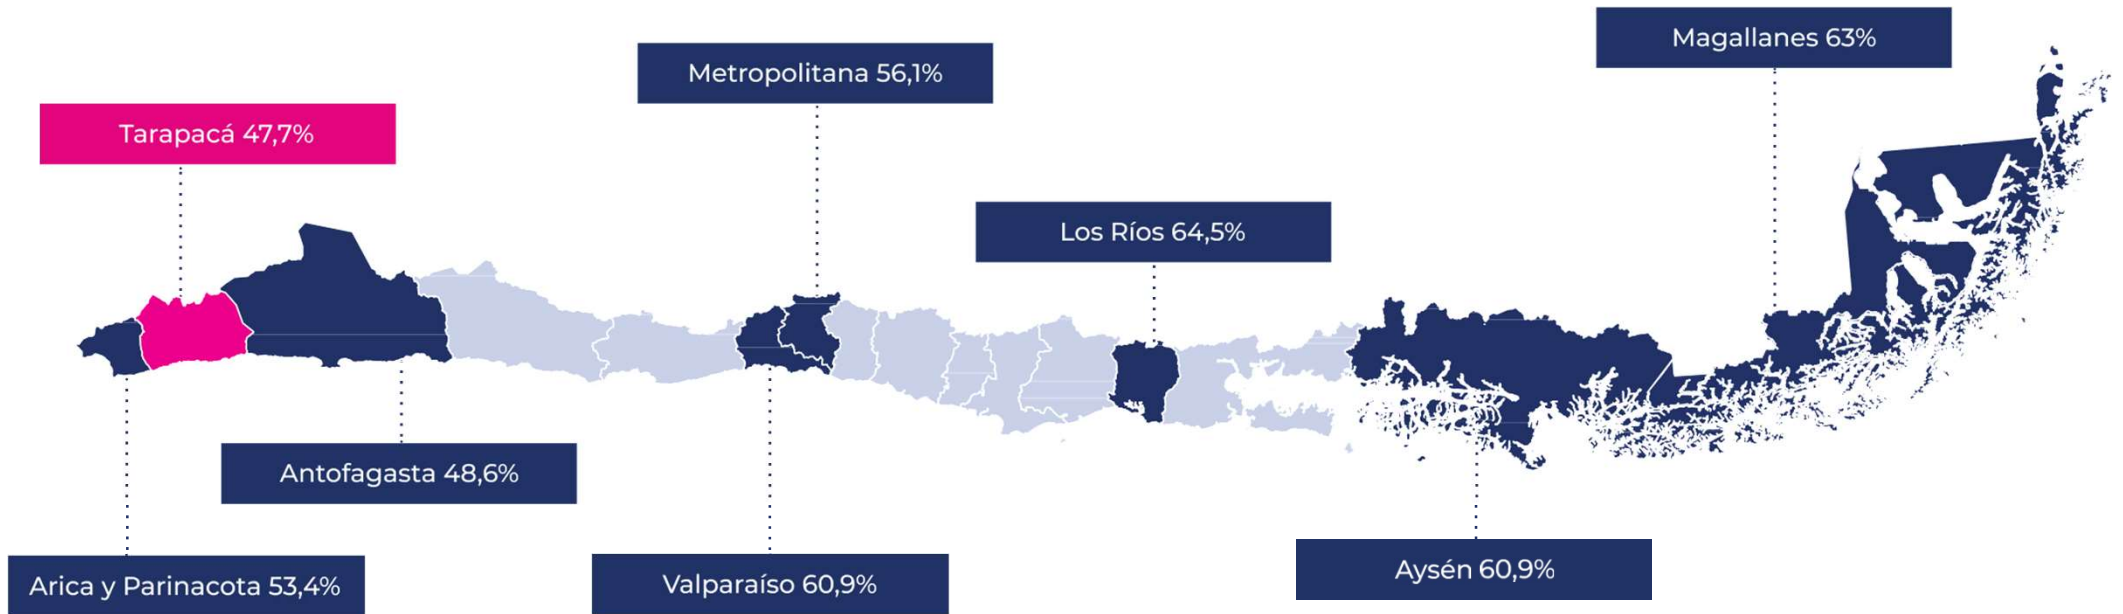 Magallanes 63%
Metropolitana 56,1%
Tarapacá 47,7%
Los Ríos 64,5%
Antofagasta 48,6%
Arica y Parinacota 53,4%
Valparaíso 60,9%
Aysén 60,9%